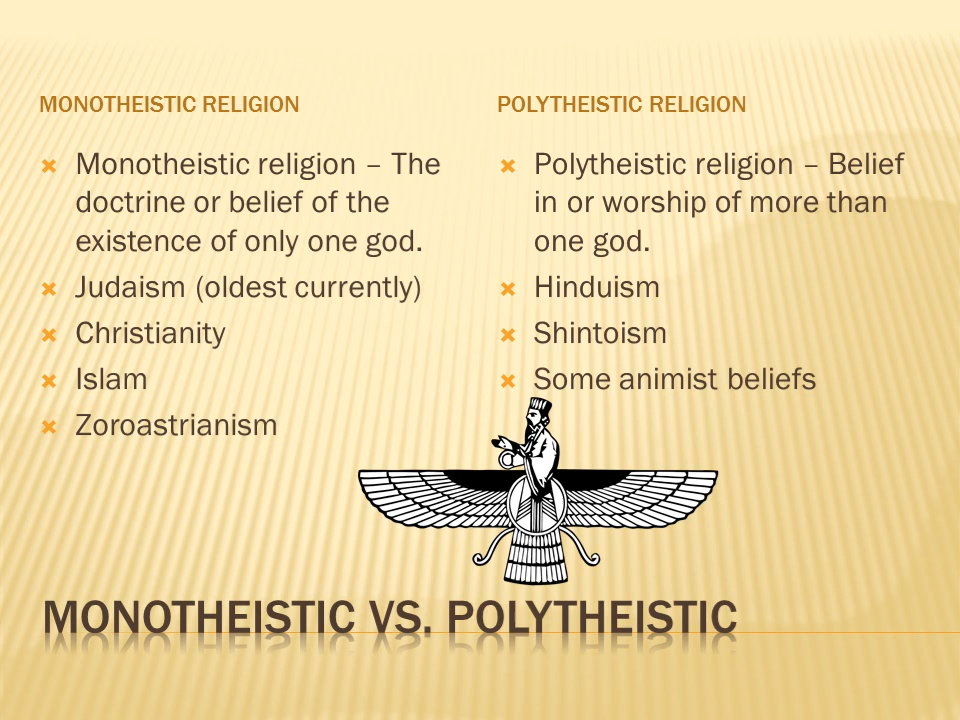 MONOTHEISTIC RELIGION
Monotheistic religion – The
doctrine or belief of the
existence of only one god.
Judaism (oldest currently)
Christianity
Islam
Zoroastrianism
POLYTHEISTIC RELIGION
Polytheistic religion – Belief
in or worship of more than
one god.
Hinduism
Shintoism
Some animist beliefs
MONOTHEISTIC VS. POLYTHEISTIC